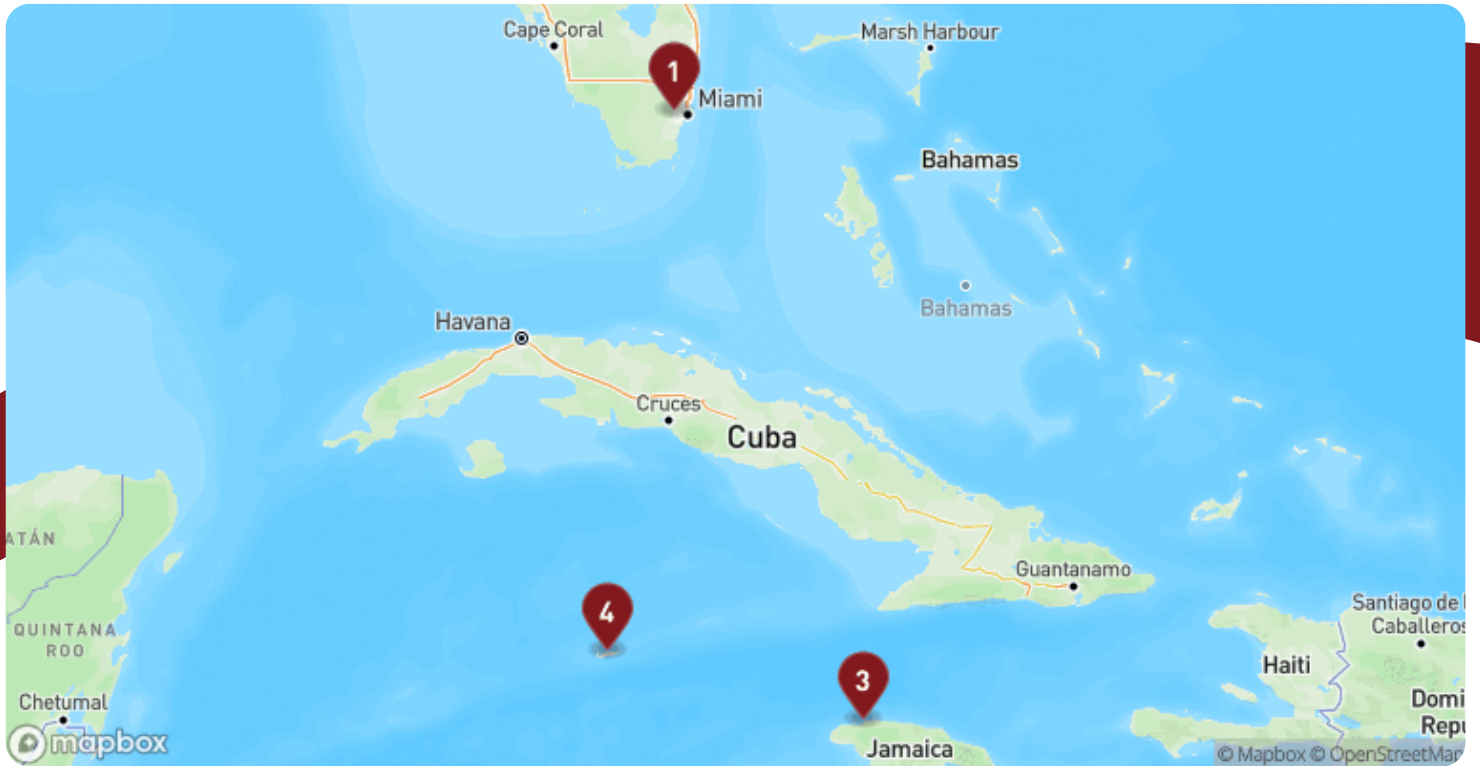 Cape Coral
Marsh Harbour
1
Miami
Bahamas
Bahamas
Havana
Cruces
Cuba
ATÁN
Guantanamo
Santiago de
Caballeros
4
QUINTANA
ROO
Haiti
3
Chetumal
Domi
Repu
mapbox
Jamaica
© Mapbox © OpenStreetMap